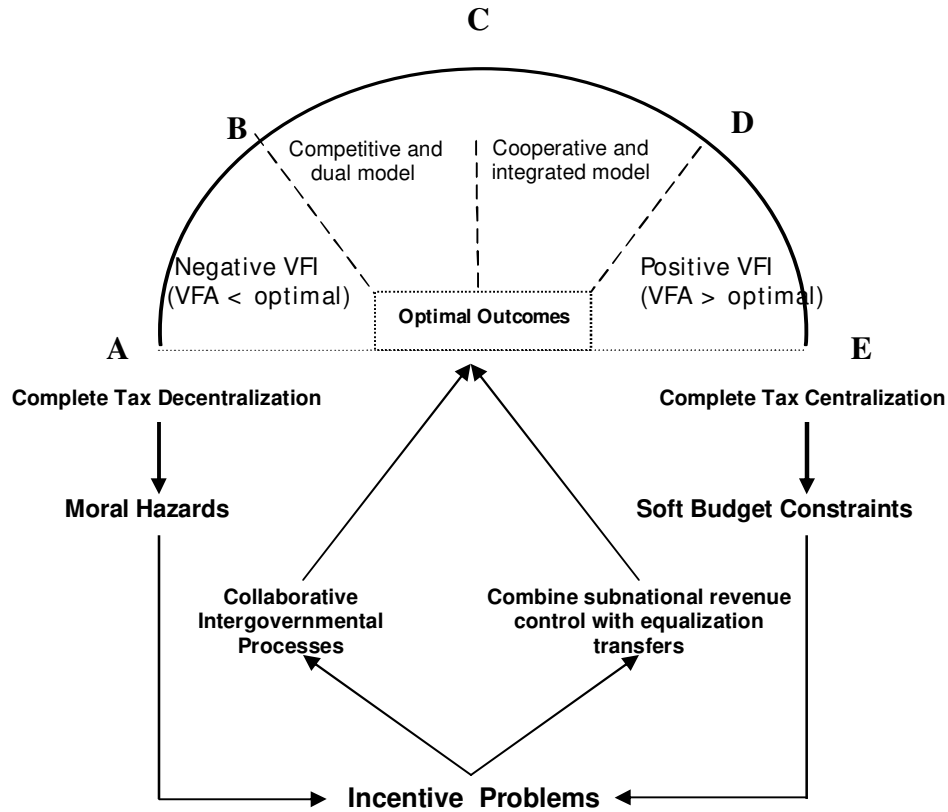 C
B
D
Competitive and
dual model
Cooperative and
integrated model
Negative VFI
(VFA < optimal)
Positive VFI
(VFA > optimal)
Optimal Outcomes
A
E
Complete Tax Decentralization
Complete Tax Centralization
Moral Hazards
Soft Budget Constraints
Collaborative
Intergovernmental
Processes
Combine subnational revenue
control with equalization
transfers
Incentive Problems